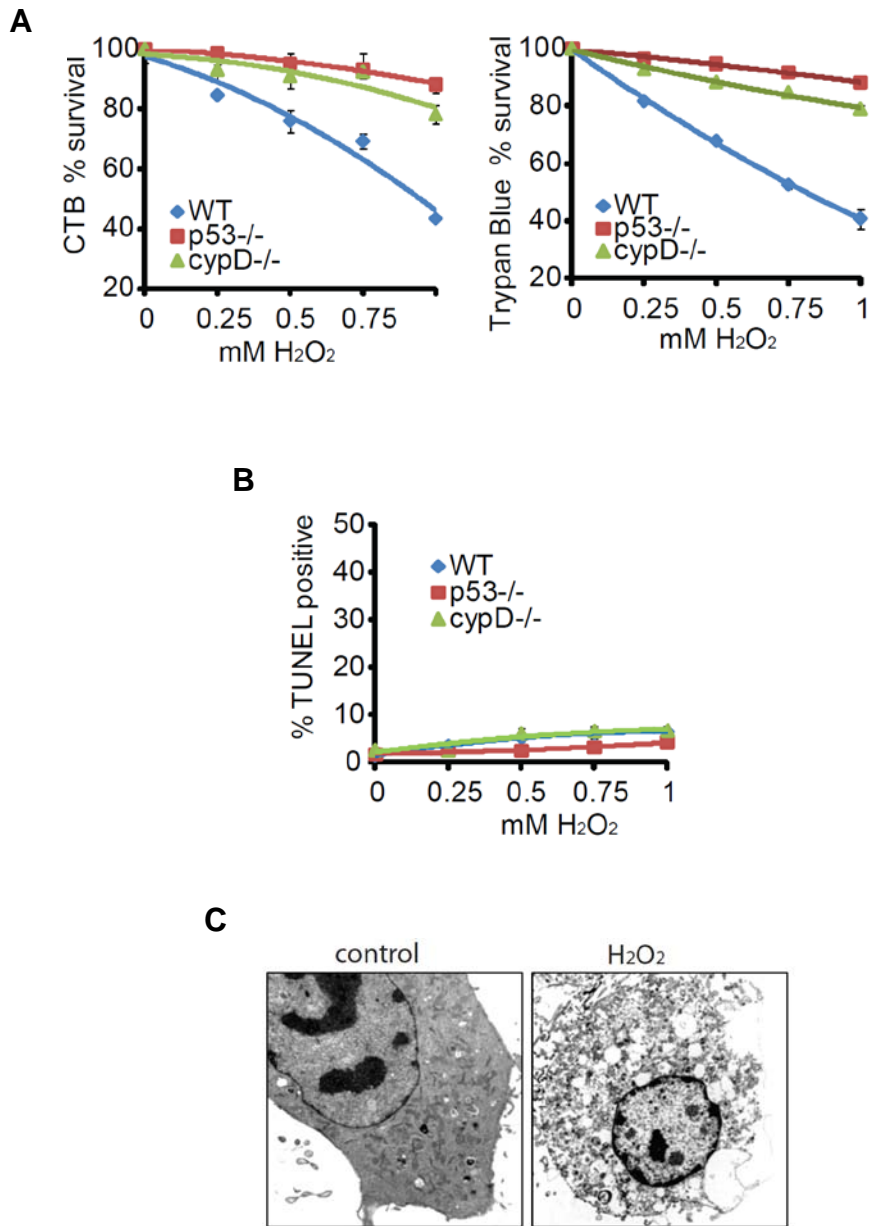 A
CTB % survival
100
80
60
40
20
WT
p53-/-
cypD-/-
0 0.25 0.5 0.75
mM H₂O₂
Trypan Blue % survival
100
80
60
40
20
WT
p53-/-
cypD-/-
0 0.25 0.5 0.75 1
mM H₂O₂
B
% TUNEL positive
50
40
30
20
10
0
WT
p53-/-
cypD-/-
0 0.25 0.5 0.75 1
mM H₂O₂
C
control
H₂O₂